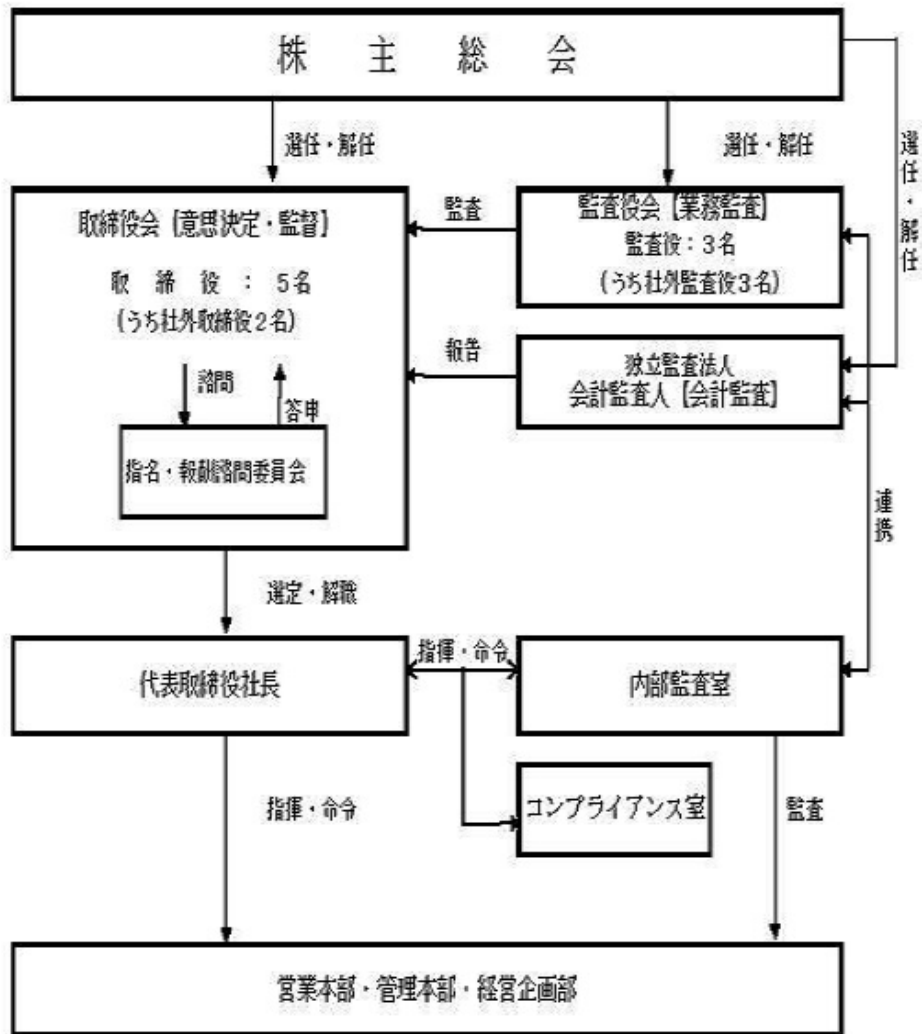 株 主 総 会
選任・解任
選任・解任
選任・解任
取締役会【意思決定・監督】
取 締 役 : 5名
(うち社外取締役2名)
諮問
答申
指名・報酬諮問委員会
監査
監査役会【業務監査】
監査役:3名
(うち社外監査役3名)
報告
独立監査法人
会計監査人【会計監査】
連携
選定・解職
代表取締役社長
指揮・命令
内部監査室
コンプライアンス室
指揮・命令
監査
営業本部・管理本部・経営企画部